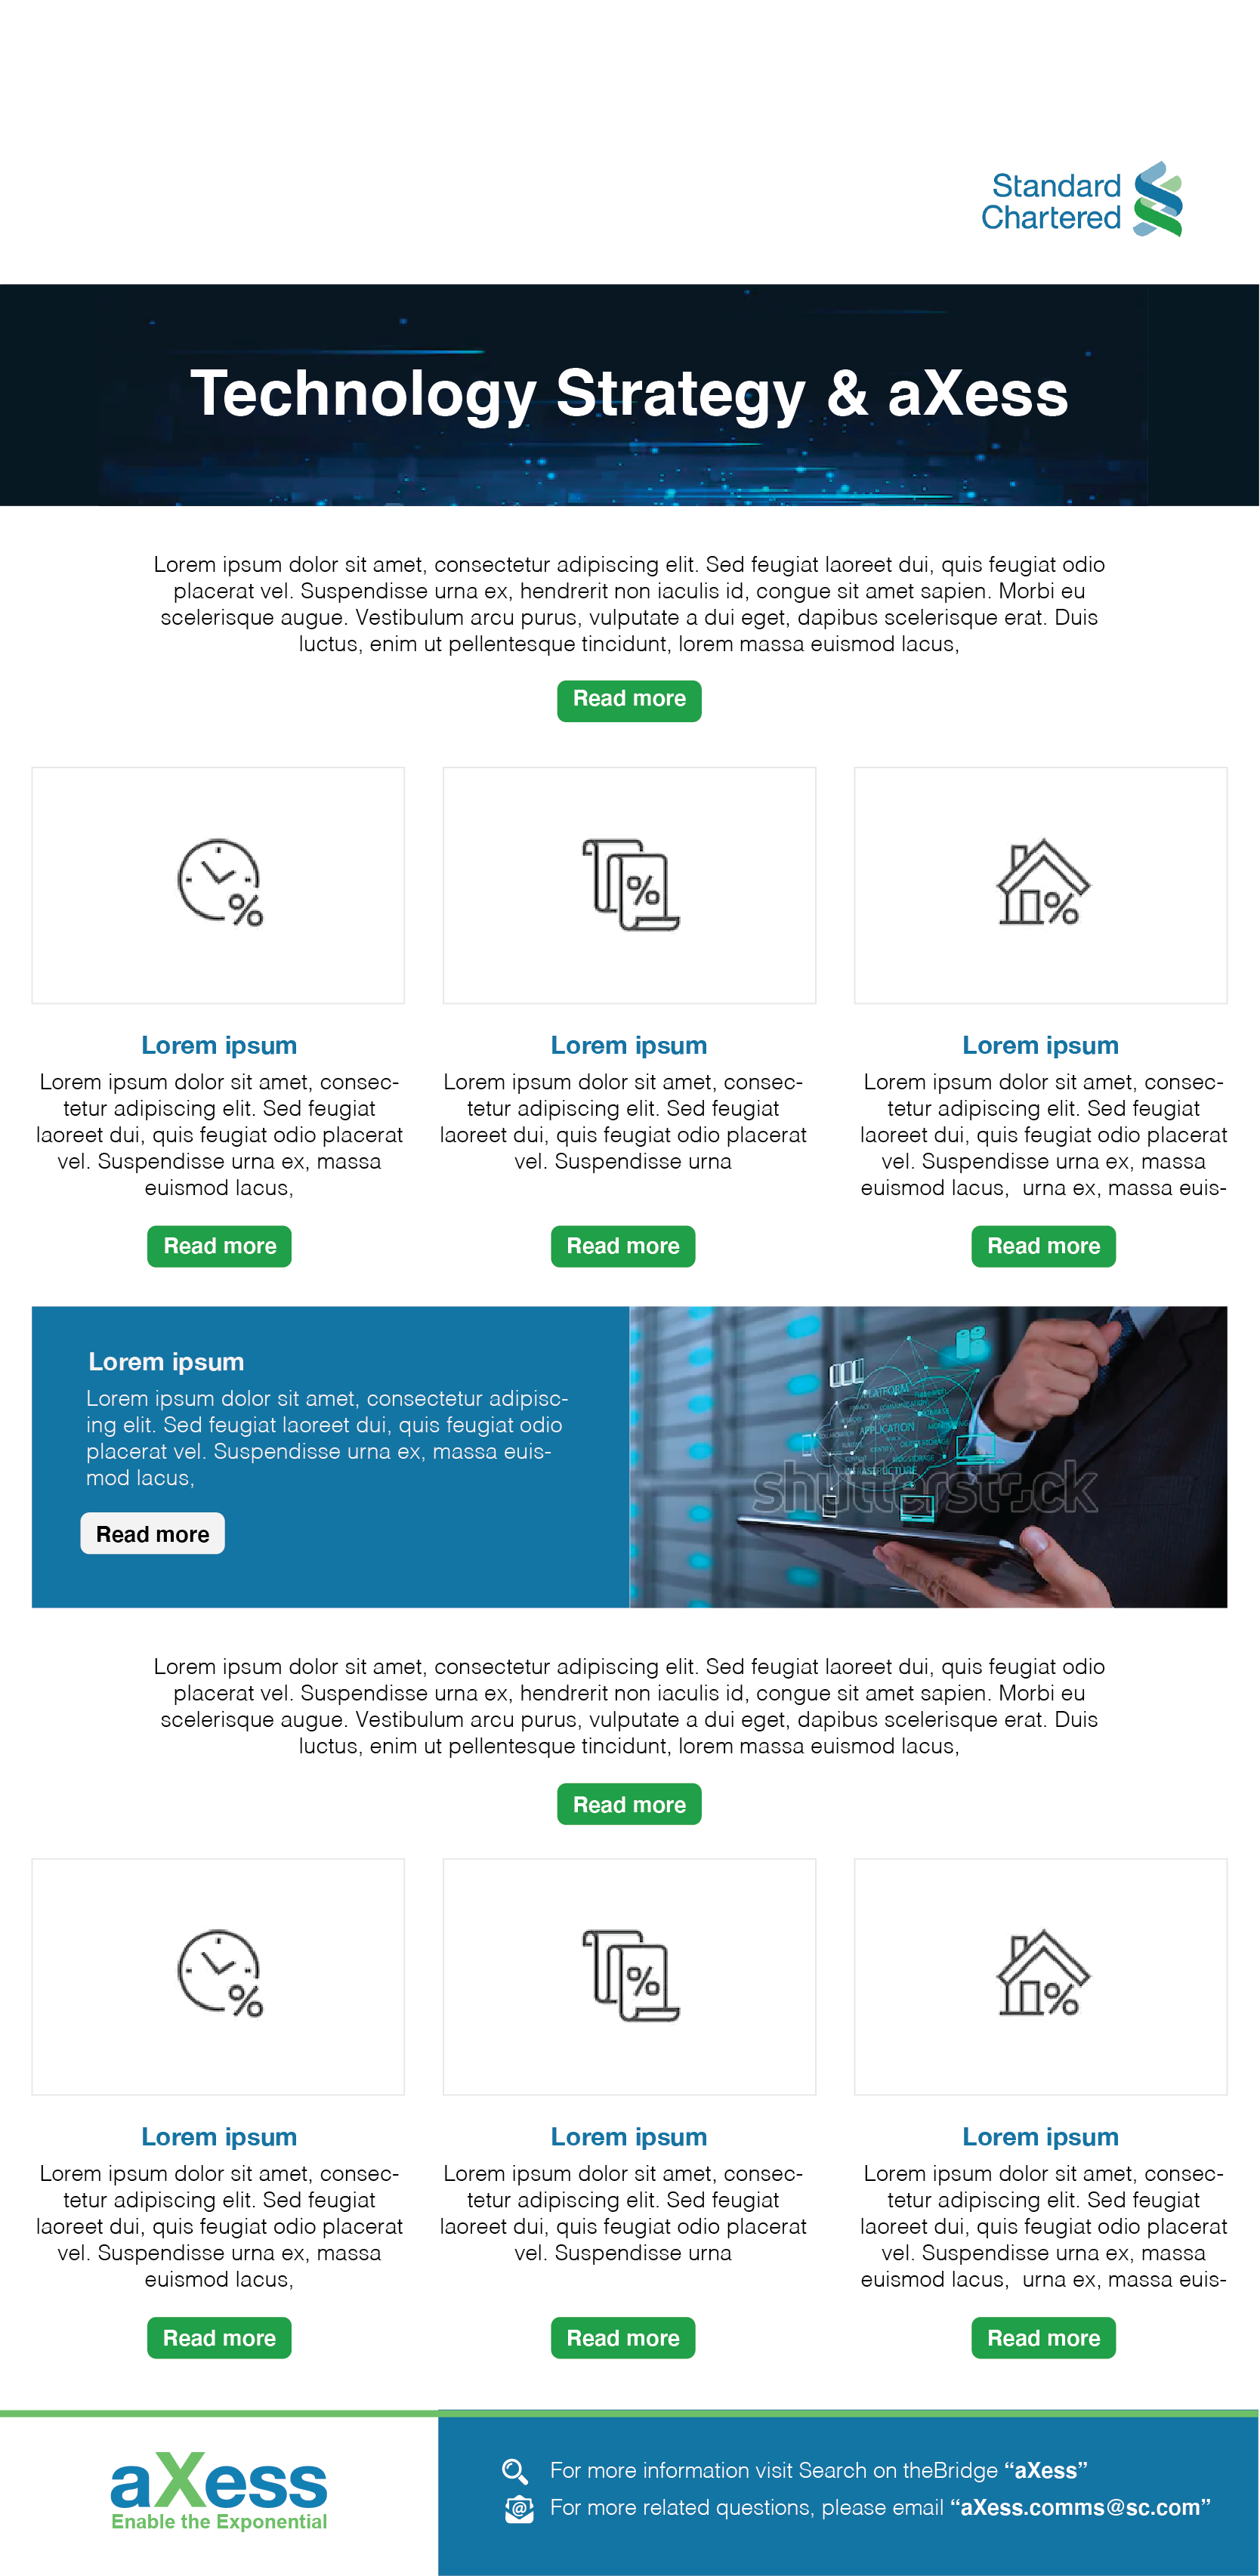 Standard
Chartered
Technology Strategy & aXess
Lorem ipsum dolor sit amet, consectetur adipiscing elit. Sed feugiat laoreet dui, quis feugiat odio
placerat vel. Suspendisse urna ex, hendrerit non iaculis id, congue sit amet sapien. Morbi eu
scelerisque augue. Vestibulum arcu purus, vulputate a dui eget, dapibus scelerisque erat. Duis
luctus, enim ut pellentesque tincidunt, lorem massa euismod lacus,
Read more
Lorem ipsum
Lorem ipsum dolor sit amet, consec-
tetur adipiscing elit. Sed feugiat
laoreet dui, quis feugiat odio placerat
vel. Suspendisse urna ex, massa
euismod lacus,
Read more
Lorem ipsum
Lorem ipsum dolor sit amet, consec-
tetur adipiscing elit. Sed feugiat
laoreet dui, quis feugiat odio placerat
vel. Suspendisse urna
Read more
Lorem ipsum
Lorem ipsum dolor sit amet, consec-
tetur adipiscing elit. Sed feugiat
laoreet dui, quis feugiat odio placerat
vel. Suspendisse urna ex, massa
euismod lacus,  urna ex, massa euis-
Read more
Lorem ipsum
Lorem ipsum dolor sit amet, consectetur adipisc-
ing elit. Sed feugiat laoreet dui, quis feugiat odio
placerat vel. Suspendisse urna ex, massa euis-
mod lacus,
Read more
PLATFORM
APPLICATION
INFRASTRUCTURE
shutterstock
Lorem ipsum dolor sit amet, consectetur adipiscing elit. Sed feugiat laoreet dui, quis feugiat odio
placerat vel. Suspendisse urna ex, hendrerit non iaculis id, congue sit amet sapien. Morbi eu
scelerisque augue. Vestibulum arcu purus, vulputate a dui eget, dapibus scelerisque erat. Duis
luctus, enim ut pellentesque tincidunt, lorem massa euismod lacus,
Read more
Lorem ipsum
Lorem ipsum dolor sit amet, consec-
tetur adipiscing elit. Sed feugiat
laoreet dui, quis feugiat odio placerat
vel. Suspendisse urna ex, massa
euismod lacus,
Read more
Lorem ipsum
Lorem ipsum dolor sit amet, consec-
tetur adipiscing elit. Sed feugiat
laoreet dui, quis feugiat odio placerat
vel. Suspendisse urna
Read more
Lorem ipsum
Lorem ipsum dolor sit amet, consec-
tetur adipiscing elit. Sed feugiat
laoreet dui, quis feugiat odio placerat
vel. Suspendisse urna ex, massa
euismod lacus,  urna ex, massa euis-
Read more
aXess
Enable the Exponential
For more information visit Search on theBridge “aXess”
For more related questions, please email “aXess.comms@sc.com”